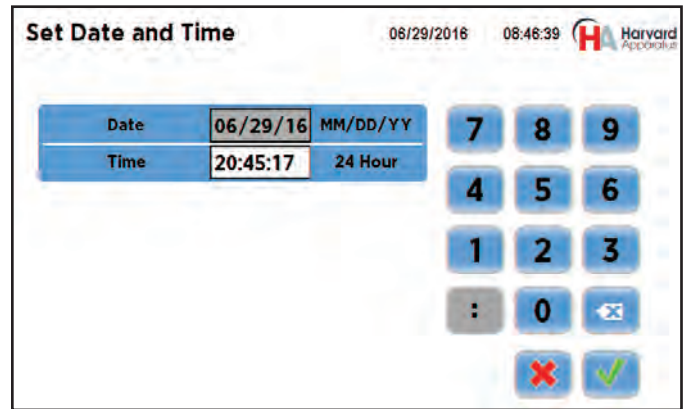 Set Date and Time 06/29/2016 08:46:39 HA Harvard Apparatus
Date 06/29/16 MM/DD/YY
Time 20:45:17 24 Hour
7 8 9
4 5 6
1 2 3
: 0